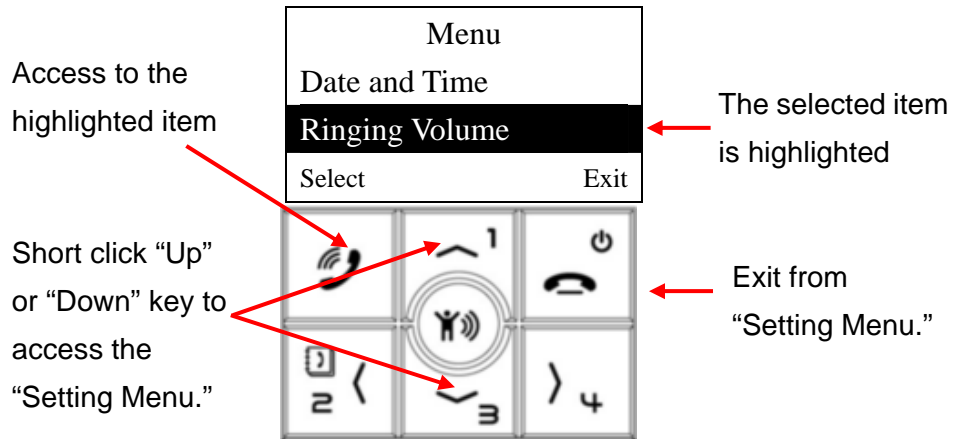 Menu
Date and Time
Ringing Volume
Select Exit
Access to the
highlighted item
The selected item
is highlighted
Short click “Up”
or “Down” key to
access the
“Setting Menu.”
Exit from
“Setting Menu.”
1
2
3
4